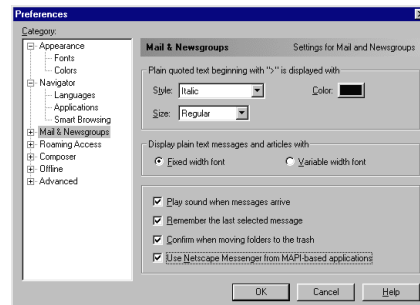 Preferences
Category:
Appearance
Fonts
Colors
Navigator
Languages
Applications
Smart Browsing
Mail & Newsgroups
Roaming Access
Composer
Offline
Advanced
Mail & Newsgroups Settings for Mail and Newsgroups
Plain quoted text beginning with ">" is displayed with
Style: Italic Color:
Size: Regular
Display plain text messages and articles with
Fixed width font Variable width font
Play sound when messages arrive
Remember the last selected message
Confirm when moving folders to the trash
Use Netscape Messenger from MAPI-based applications
OK Cancel Help